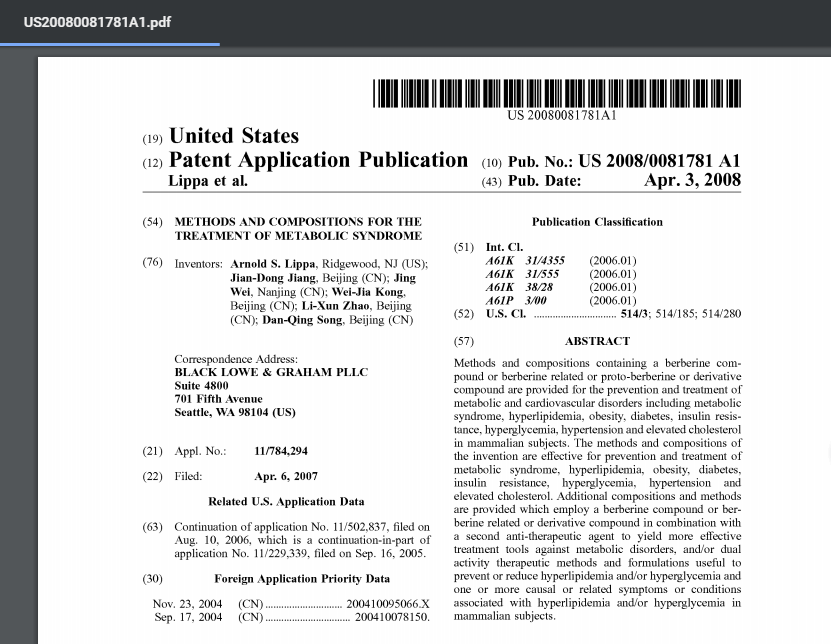 US20080081781A1.pdf
US 20080081781A1
(19) United States
(12) Patent Application Publication
Lippa et al.
(10) Pub. No.: US 2008/0081781 A1
(43) Pub. Date: Apr. 3, 2008
(54) METHODS AND COMPOSITIONS FOR THE
TREATMENT OF METABOLIC SYNDROME
(76) Inventors: Arnold S. Lippa, Ridgewood, NJ (US);
Jian-Dong Jiang, Beijing (CN); Jing
Wei, Nanjing (CN); Wei-Jia Kong,
Beijing (CN); Li-Xun Zhao, Beijing
(CN); Dan-Qing Song, Beijing (CN)
Correspondence Address:
BLACK LOWE & GRAHAM PLLC
Suite 4800
701 Fifth Avenue
Seattle, WA 98104 (US)
(21) Appl. No.: 11/784,294
(22) Filed: Apr. 6, 2007
Related U.S. Application Data
(63) Continuation of application No. 11/502,837, filed on
Aug. 10, 2006, which is a continuation-in-part of
application No. 11/229,339, filed on Sep. 16, 2005.
(30) Foreign Application Priority Data
Nov. 23, 2004 (CN) ............................ 200410095066.X
Sep. 17, 2004 (CN) ............................... 200410078150.
Publication Classification
(51) Int. Cl.
A61K 31/4355 (2006.01)
A61K 31/555 (2006.01)
A61K 38/28 (2006.01)
A61P 3/00 (2006.01)
(52) U.S. Cl. .............................. 514/3; 514/185; 514/280
(57) ABSTRACT
Methods and compositions containing a berberine com-
pound or berberine related or proto-berberine or derivative
compound are provided for the prevention and treatment of
metabolic and cardiovascular disorders including metabolic
syndrome, hyperlipidemia, obesity, diabetes, insulin resis-
tance, hyperglycemia, hypertension and elevated cholesterol
in mammalian subjects. The methods and compositions of
the invention are effective for prevention and treatment of
metabolic syndrome, hyperlipidemia, obesity, diabetes,
insulin resistance, hyperglycemia, hypertension and
elevated cholesterol. Additional compositions and methods
are provided which employ a berberine compound or ber-
berine related or derivative compound in combination with
a second anti-therapeutic agent to yield more effective
treatment tools against metabolic disorders, and/or dual
activity therapeutic methods and formulations useful to
prevent or reduce hyperlipidemia and/or hyperglycemia and
one or more causal or related symptoms or conditions
associated with hyperlipidemia and/or hyperglycemia in
mammalian subjects.